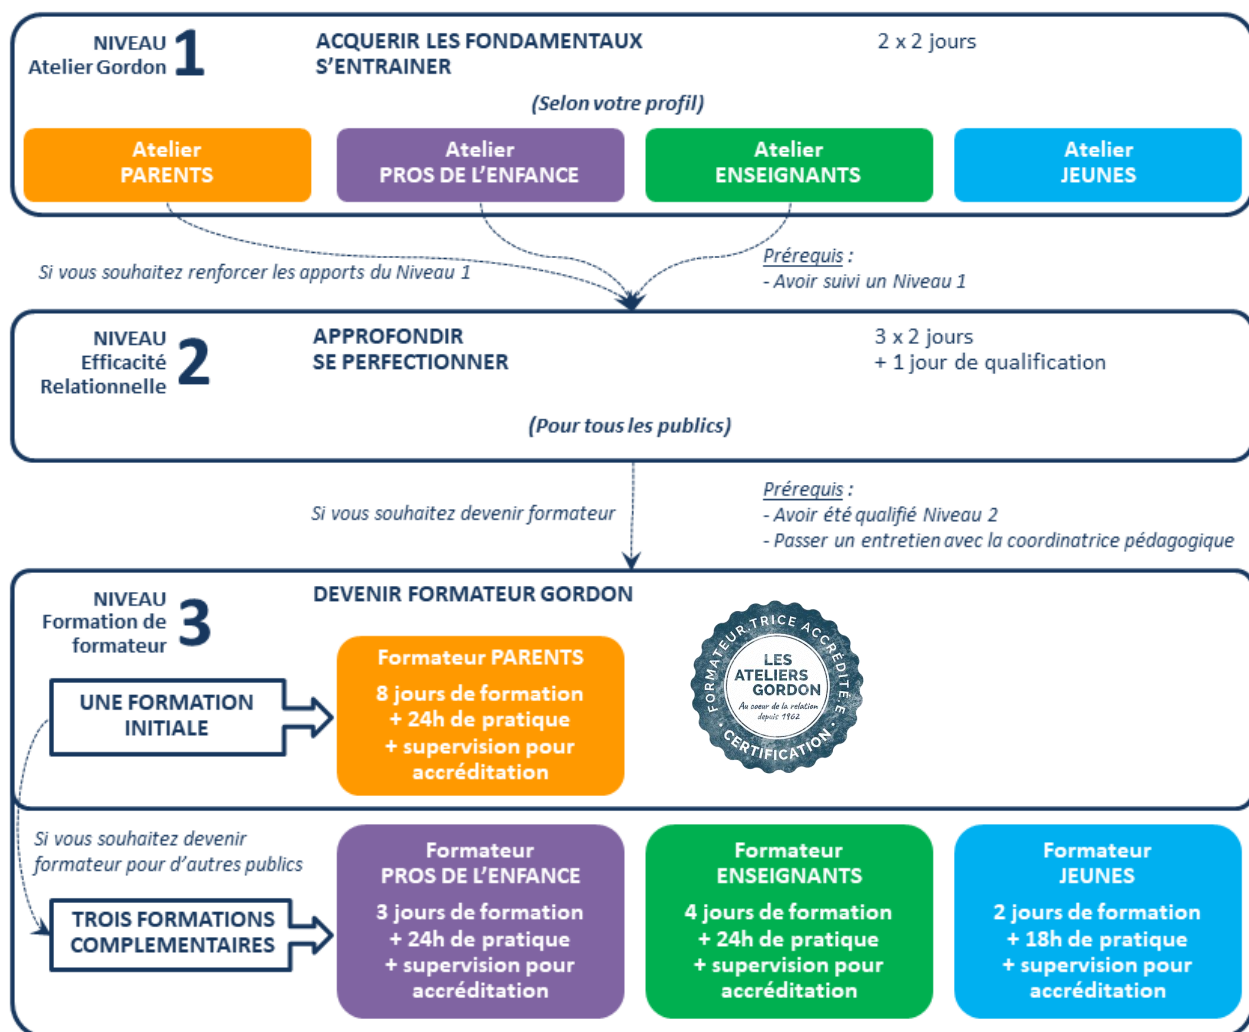 NIVEAU
Atelier Gordon
1
ACQUERIR LES FONDAMENTAUX
S'ENTRAINER
2 x 2 jours
(Selon votre profil)
Atelier
PARENTS
Atelier
PROS DE L'ENFANCE
Atelier
ENSEIGNANTS
Atelier
JEUNES
Si vous souhaitez renforcer les apports du Niveau 1
Prérequis :
- Avoir suivi un Niveau 1
NIVEAU
Efficacité
Relationnelle
2
APPROFONDIR
SE PERFECTIONNER
3 x 2 jours
+ 1 jour de qualification
(Pour tous les publics)
Si vous souhaitez devenir formateur
Prérequis :
- Avoir été qualifié Niveau 2
- Passer un entretien avec la coordinatrice pédagogique
NIVEAU
Formation de
formateur
3
DEVENIR FORMATEUR GORDON
UNE FORMATION
INITIALE
Formateur PARENTS
8 jours de formation
+ 24h de pratique
+ supervision pour
accréditation
FORMATEUR.TRICE ACCRÉDITÉ·E
LES
ATELIERS
GORDON
Au coeur de la relation
depuis 1962
CERTIFICATION
Si vous souhaitez devenir
formateur pour d'autres publics
TROIS FORMATIONS
COMPLEMENTAIRES
Formateur
PROS DE L'ENFANCE
3 jours de formation
+ 24h de pratique
+ supervision pour
accréditation
Formateur
ENSEIGNANTS
4 jours de formation
+ 24h de pratique
+ supervision pour
accréditation
Formateur
JEUNES
2 jours de formation
+ 18h de pratique
+ supervision pour
accréditation